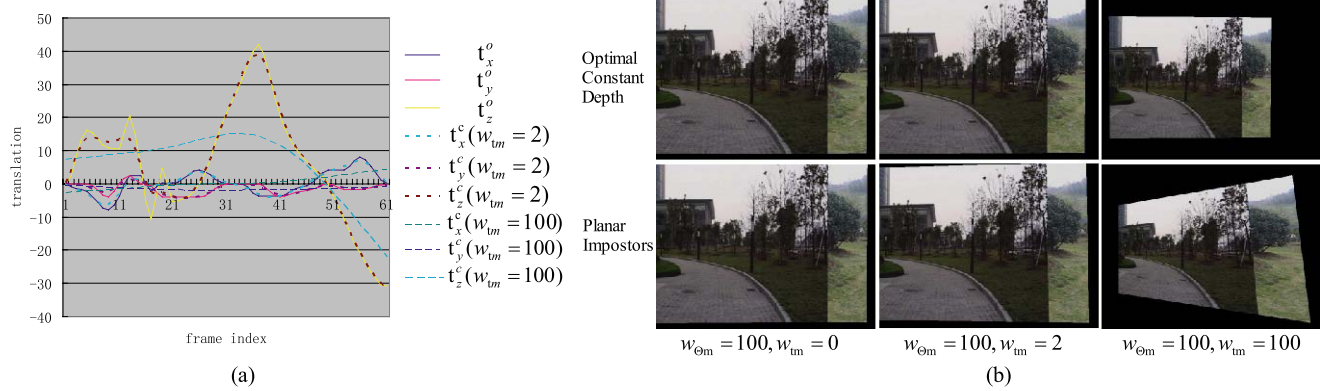 50
40
30
20
10
0
-10
-20
-30
-40
1 11 21 31 41 51 61
translation
frame index
t_x^o
t_y^o
t_z^o
t_x^c(w_tm = 2)
t_y^c(w_tm = 2)
t_z^c(w_tm = 2)
t_x^c(w_tm = 100)
t_y^c(w_tm = 100)
t_z^c(w_tm = 100)
(a)
Optimal
Constant
Depth
Planar
Impostors
w_Θm = 100, w_tm = 0
w_Θm = 100, w_tm = 2
w_Θm = 100, w_tm = 100
(b)